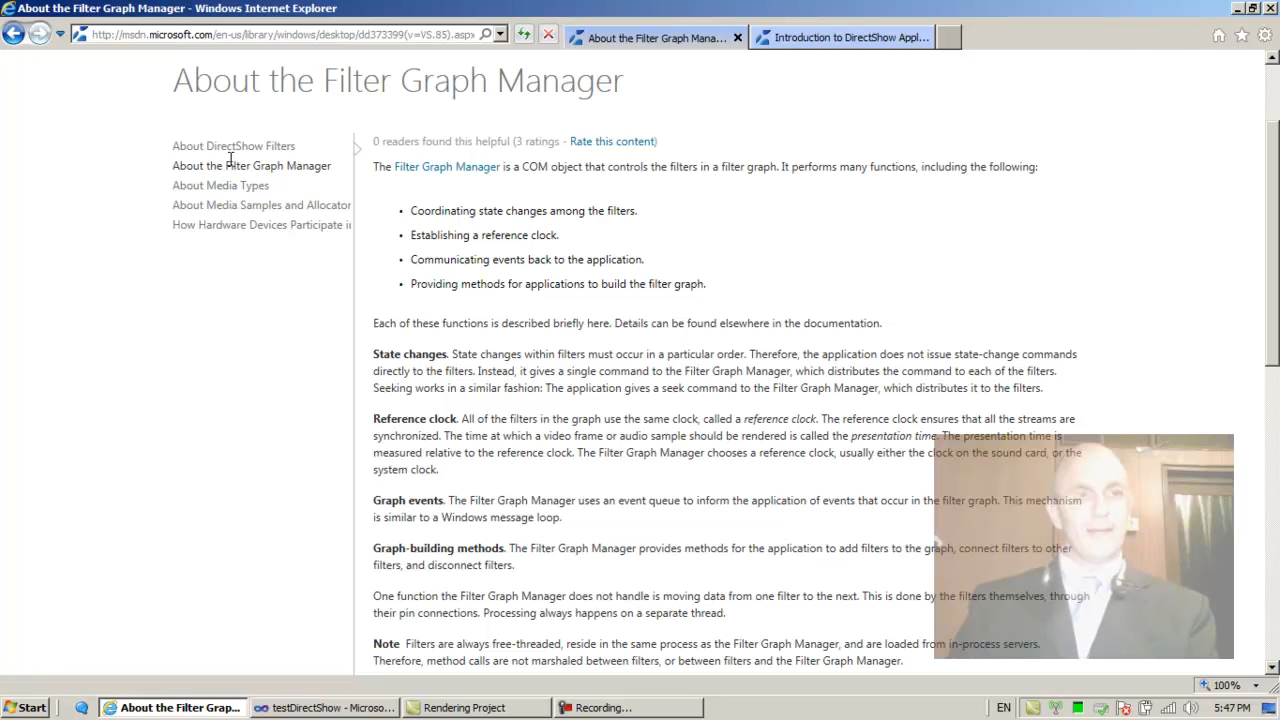 About the Filter Graph Manager - Windows Internet Explorer
http://msdn.microsoft.com/en-us/library/windows/desktop/dd373399(v=VS.85).aspx
About the Filter Graph Mana...
Introduction to DirectShow Appl...
About the Filter Graph Manager
About DirectShow Filters
About the Filter Graph Manager
About Media Types
About Media Samples and Allocator
How Hardware Devices Participate i
0 readers found this helpful (3 ratings - Rate this content)
The Filter Graph Manager is a COM object that controls the filters in a filter graph. It performs many functions, including the following:
• Coordinating state changes among the filters.
• Establishing a reference clock.
• Communicating events back to the application.
• Providing methods for applications to build the filter graph.
Each of these functions is described briefly here. Details can be found elsewhere in the documentation.
State changes. State changes within filters must occur in a particular order. Therefore, the application does not issue state-change commands
directly to the filters. Instead, it gives a single command to the Filter Graph Manager, which distributes the command to each of the filters.
Seeking works in a similar fashion: The application gives a seek command to the Filter Graph Manager, which distributes it to the filters.
Reference clock. All of the filters in the graph use the same clock, called a reference clock. The reference clock ensures that all the streams are
synchronized. The time at which a video frame or audio sample should be rendered is called the presentation time. The presentation time is
measured relative to the reference clock. The Filter Graph Manager chooses a reference clock, usually either the clock on the sound card, or the
system clock.
Graph events. The Filter Graph Manager uses an event queue to inform the application of events that occur in the filter graph. This mechanism
is similar to a Windows message loop.
Graph-building methods. The Filter Graph Manager provides methods for the application to add filters to the graph, connect filters to other
filters, and disconnect filters.
One function the Filter Graph Manager does not handle is moving data from one filter to the next. This is done by the filters themselves, through
their pin connections. Processing always happens on a separate thread.
Note Filters are always free-threaded, reside in the same process as the Filter Graph Manager, and are loaded from in-process servers.
Therefore, method calls are not marshaled between filters, or between filters and the Filter Graph Manager.
100%
Start
About the Filter Grap...
testDirectShow - Microso...
Rendering Project
Recording...
EN
5:47 PM